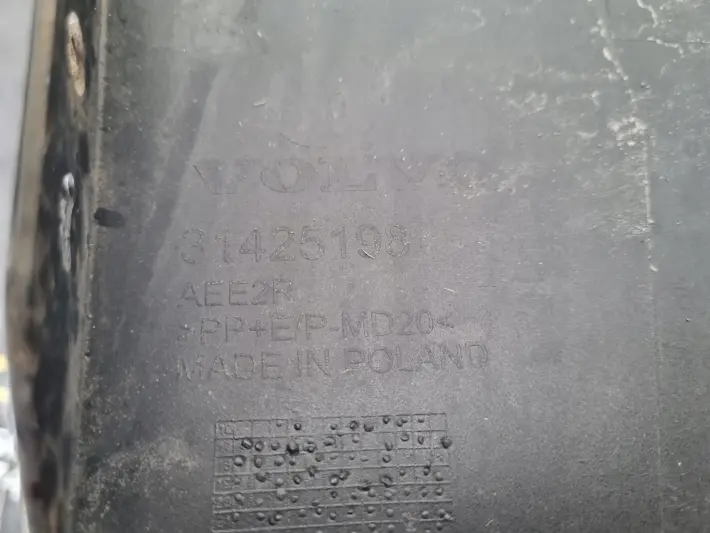 VOLVO
31425198
AEE2R
>PP+E/P-MD20<
MADE IN POLAND